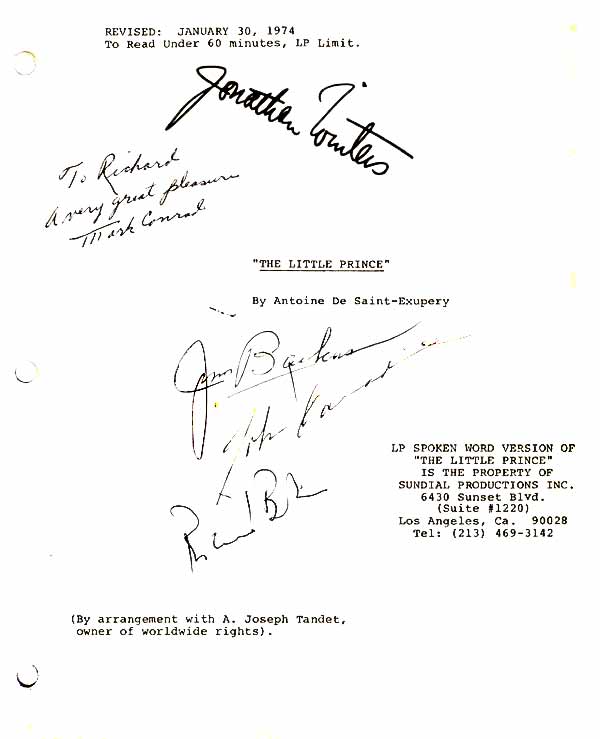 REVISED: JANUARY 30, 1974
To Read Under 60 minutes, LP Limit.
Jonathan Winters
To Richard
A very great pleasure
Mark Conrad
"THE LITTLE PRINCE"
By Antoine De Saint-Exupery
Jim Backus
Richard
LP SPOKEN WORD VERSION OF
"THE LITTLE PRINCE"
IS THE PROPERTY OF
SUNDIAL PRODUCTIONS INC.
6430 Sunset Blvd.
(Suite #1220)
Los Angeles, Ca. 90028
Tel: (213) 469-3142
(By arrangement with A. Joseph Tandet,
owner of worldwide rights).